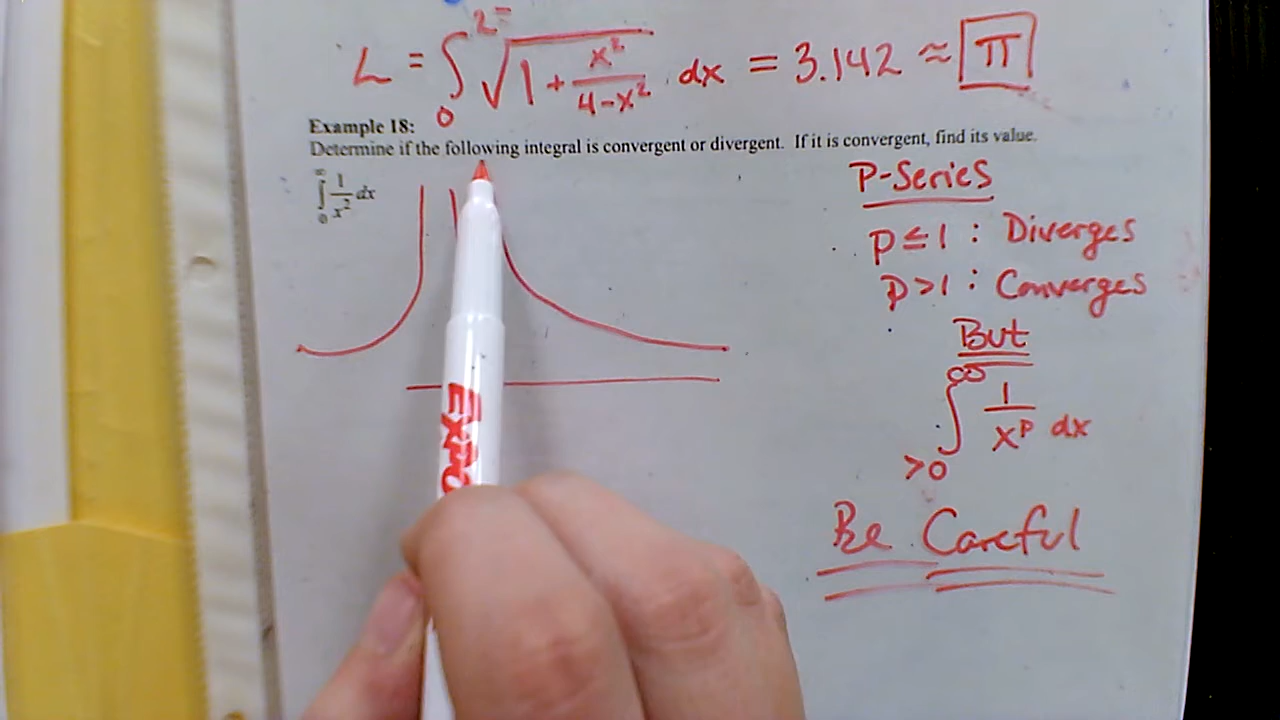 L = ∫₀² √(1 + x²/(4-x²)) dx = 3.142 ≈ π
Example 18:
Determine if the following integral is convergent or divergent. If it is convergent, find its value.
∫₀^∞ 1/x² dx
P-Series
p ≤ 1 : Diverges
p > 1 : Converges
But
∫_{>0}^∞ 1/x^p dx
Be Careful